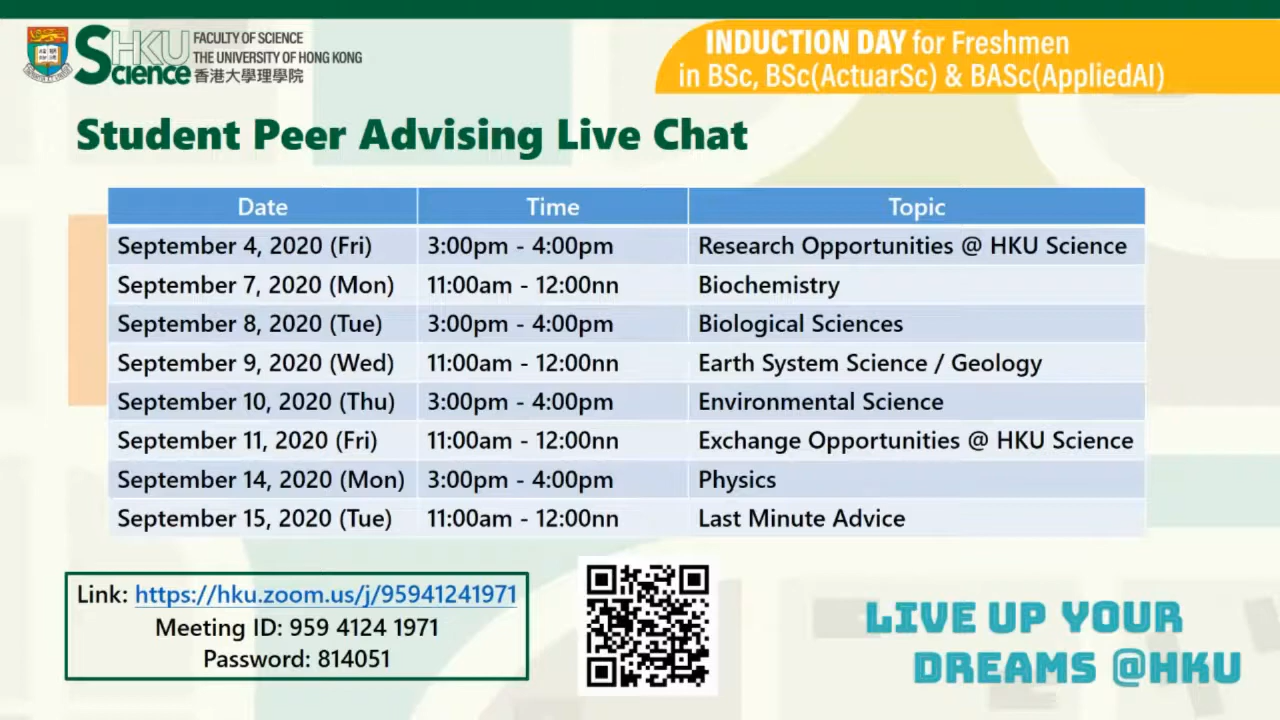 SHKU
Science
FACULTY OF SCIENCE
THE UNIVERSITY OF HONG KONG
香港大學理學院
INDUCTION DAY for Freshmen
in BSc, BSc(ActuarSc) & BASc(AppliedAI)
Student Peer Advising Live Chat
Date Time Topic
September 4, 2020 (Fri) 3:00pm - 4:00pm Research Opportunities @ HKU Science
September 7, 2020 (Mon) 11:00am - 12:00nn Biochemistry
September 8, 2020 (Tue) 3:00pm - 4:00pm Biological Sciences
September 9, 2020 (Wed) 11:00am - 12:00nn Earth System Science / Geology
September 10, 2020 (Thu) 3:00pm - 4:00pm Environmental Science
September 11, 2020 (Fri) 11:00am - 12:00nn Exchange Opportunities @ HKU Science
September 14, 2020 (Mon) 3:00pm - 4:00pm Physics
September 15, 2020 (Tue) 11:00am - 12:00nn Last Minute Advice
Link: https://hku.zoom.us/j/95941241971
Meeting ID: 959 4124 1971
Password: 814051
LIVE UP YOUR
DREAMS @HKU